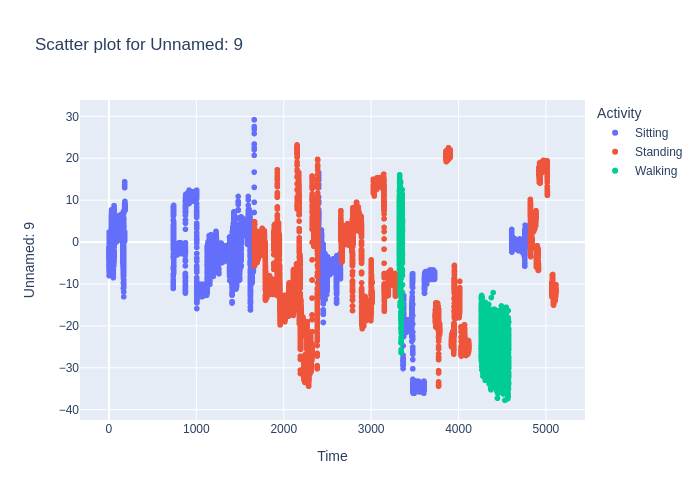 Scatter plot for Unnamed: 9
Activity
Sitting
Standing
Walking
30
20
10
0
−10
−20
−30
−40
Unnamed: 9
0
1000
2000
3000
4000
5000
Time